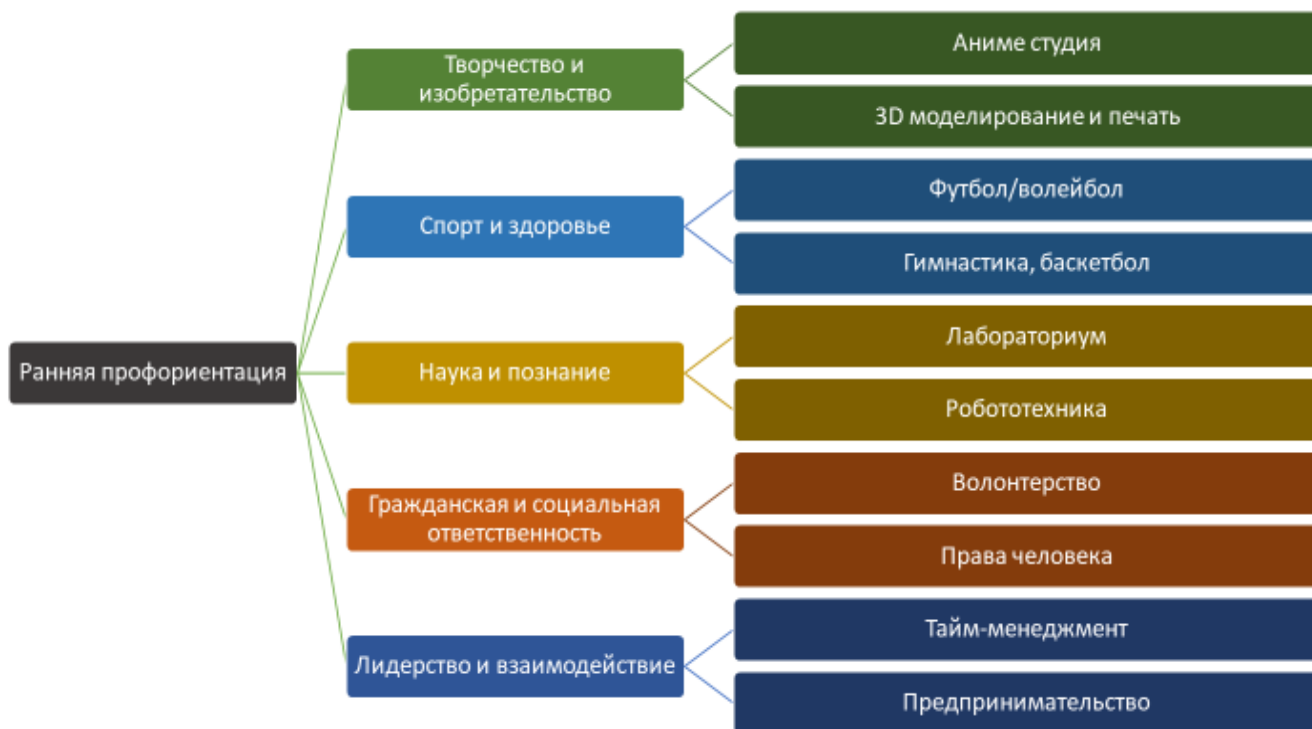 Ранняя профориентация
Творчество и
изобретательство
Аниме студия
3D моделирование и печать
Спорт и здоровье
Футбол/волейбол
Гимнастика, баскетбол
Наука и познание
Лабораториум
Робототехника
Гражданская и социальная
ответственность
Волонтерство
Права человека
Лидерство и взаимодействие
Тайм-менеджмент
Предпринимательство